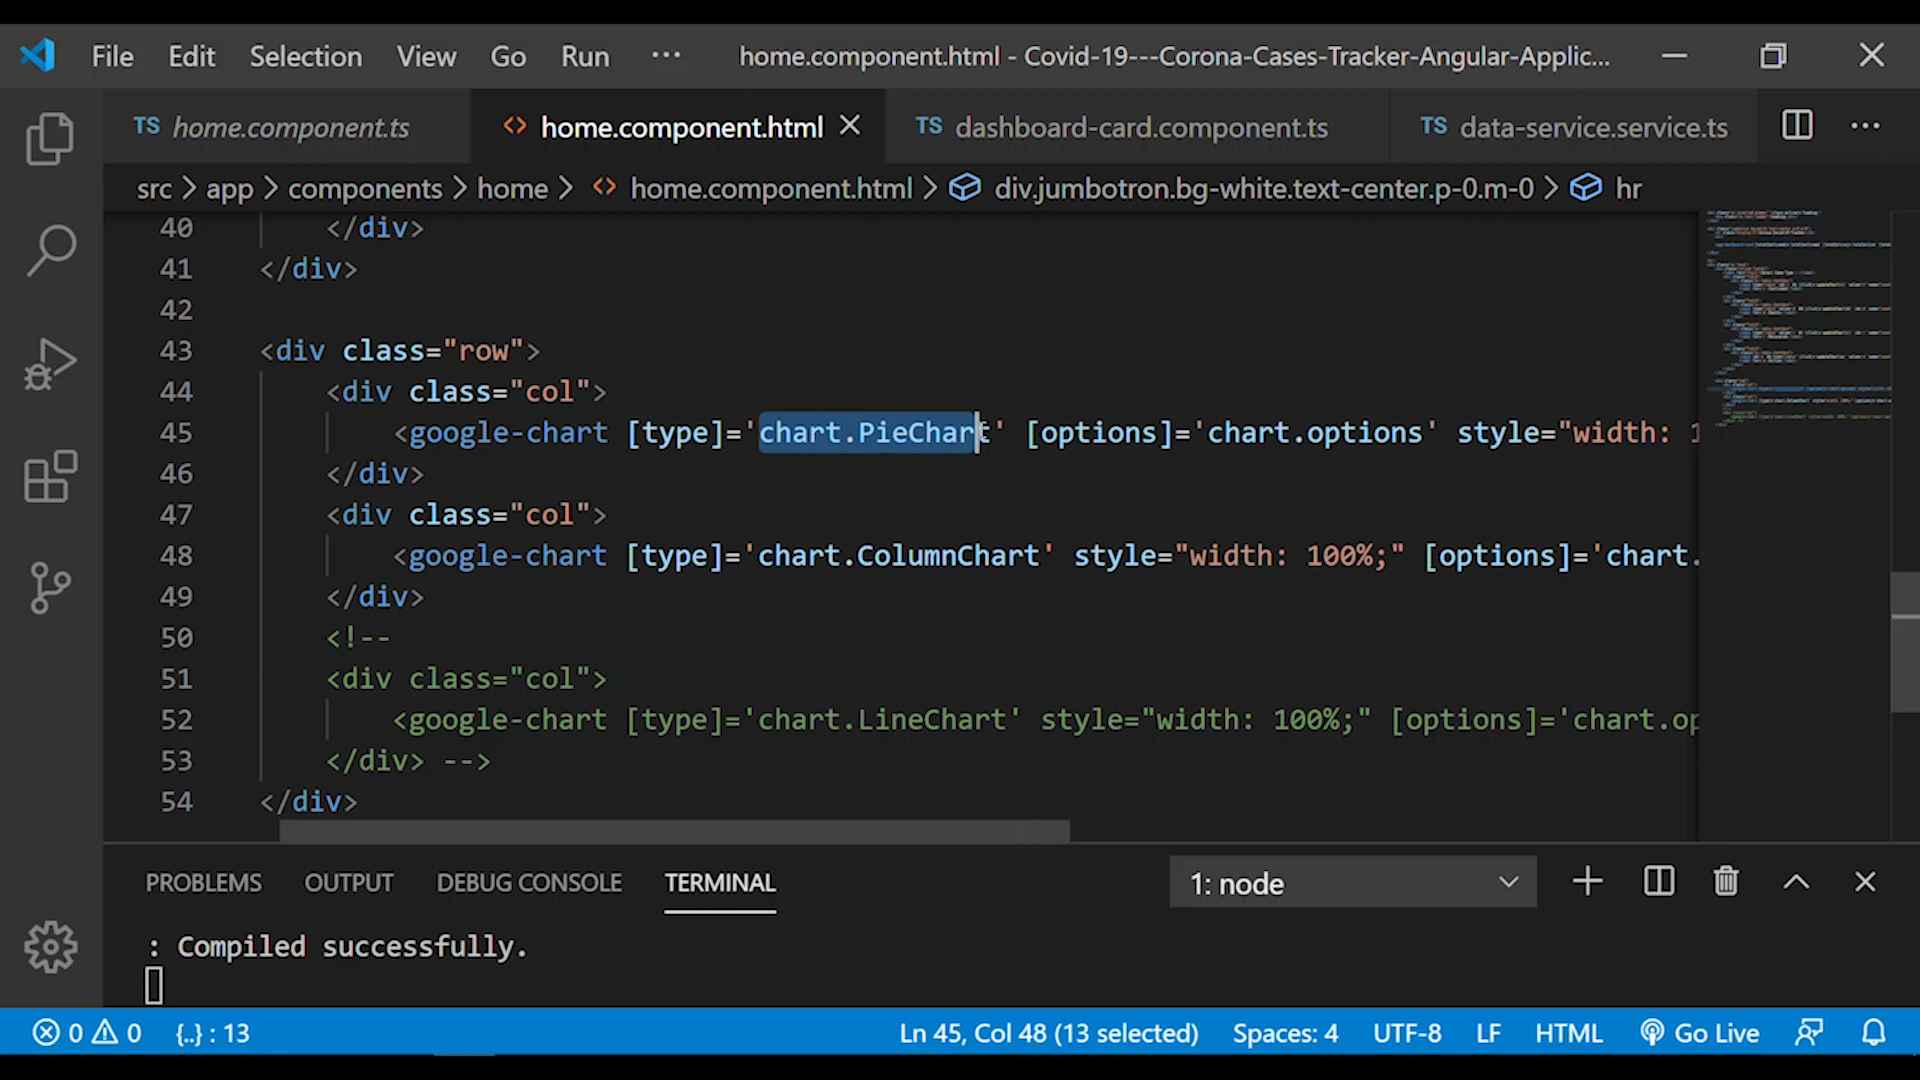 File Edit Selection View Go Run ··· home.component.html - Covid-19---Corona-Cases-Tracker-Angular-Applic...
TS home.component.ts <> home.component.html TS dashboard-card.component.ts TS data-service.service.ts ···
src > app > components > home > <> home.component.html > div.jumbotron.bg-white.text-center.p-0.m-0 > hr
40 </div>
41 </div>
42
43 <div class="row">
44 <div class="col">
45 <google-chart [type]='chart.PieChart' [options]='chart.options' style="width: 1
46 </div>
47 <div class="col">
48 <google-chart [type]='chart.ColumnChart' style="width: 100%;" [options]='chart.
49 </div>
50 <!--
51 <div class="col">
52 <google-chart [type]='chart.LineChart' style="width: 100%;" [options]='chart.op
53 </div> -->
54 </div>
PROBLEMS OUTPUT DEBUG CONSOLE TERMINAL 1: node
: Compiled successfully.
0 0 {..} : 13 Ln 45, Col 48 (13 selected) Spaces: 4 UTF-8 LF HTML Go Live